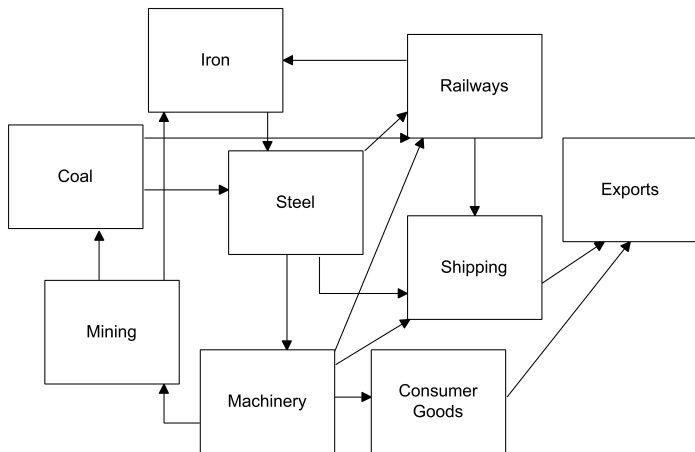 Iron
Railways
Coal
Steel
Exports
Shipping
Mining
Machinery
Consumer
Goods